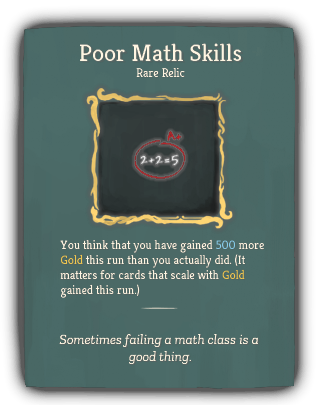 Poor Math Skills
Rare Relic
A+
2+2=5
You think that you have gained 500 more
Gold this run than you actually did. (It
matters for cards that scale with Gold
gained this run.)
Sometimes failing a math class is a
good thing.